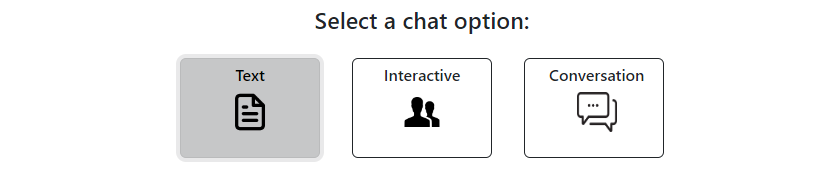 Select a chat option:
Text
Interactive
Conversation